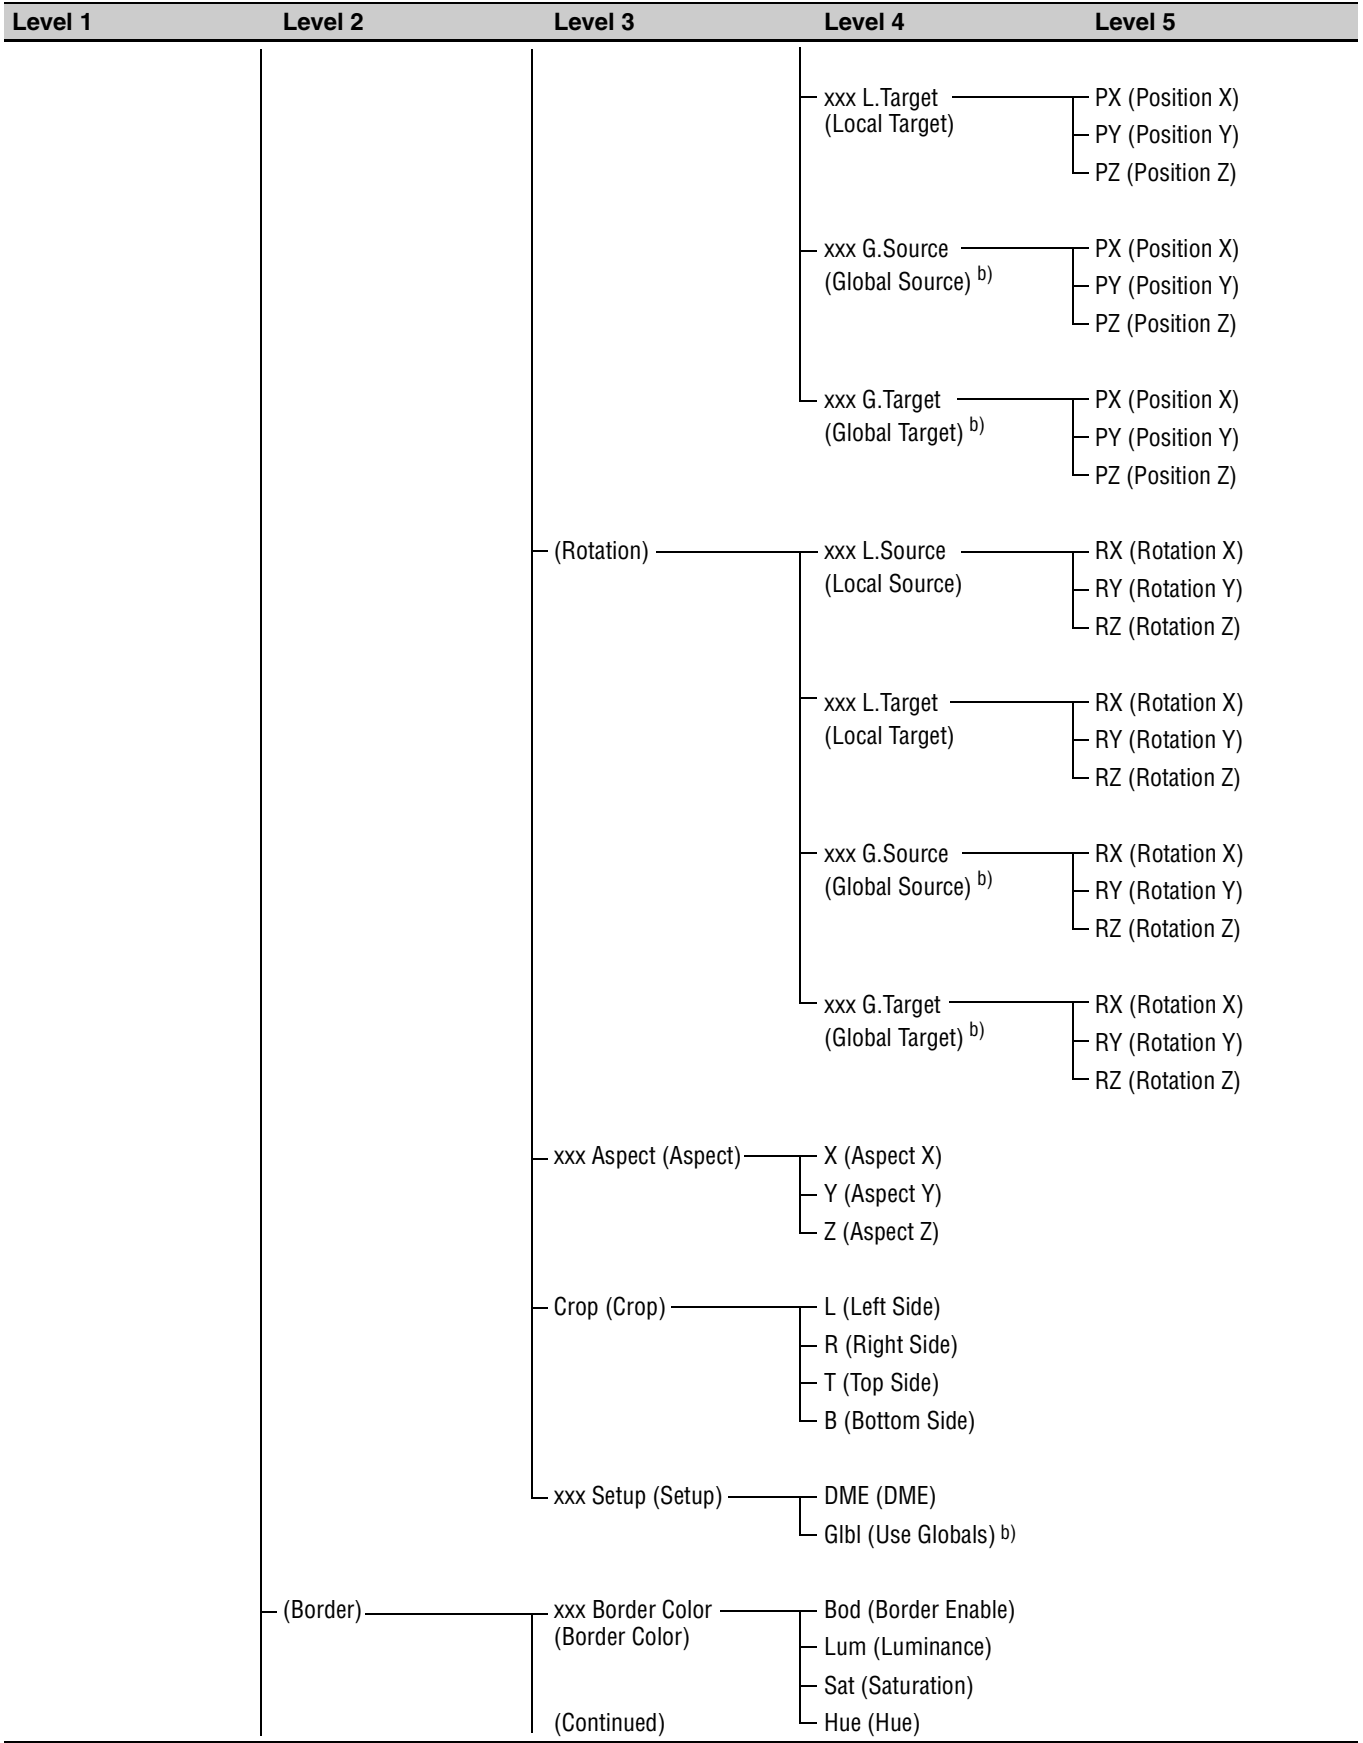 Level 1 Level 2 Level 3 Level 4 Level 5
xxx L.Target PX (Position X)
(Local Target) PY (Position Y)
PZ (Position Z)
xxx G.Source PX (Position X)
(Global Source) b) PY (Position Y)
PZ (Position Z)
xxx G.Target PX (Position X)
(Global Target) b) PY (Position Y)
PZ (Position Z)
(Rotation) xxx L.Source RX (Rotation X)
(Local Source) RY (Rotation Y)
RZ (Rotation Z)
xxx L.Target RX (Rotation X)
(Local Target) RY (Rotation Y)
RZ (Rotation Z)
xxx G.Source RX (Rotation X)
(Global Source) b) RY (Rotation Y)
RZ (Rotation Z)
xxx G.Target RX (Rotation X)
(Global Target) b) RY (Rotation Y)
RZ (Rotation Z)
xxx Aspect (Aspect) X (Aspect X)
Y (Aspect Y)
Z (Aspect Z)
Crop (Crop) L (Left Side)
R (Right Side)
T (Top Side)
B (Bottom Side)
xxx Setup (Setup) DME (DME)
Glbl (Use Globals) b)
(Border) xxx Border Color Bod (Border Enable)
(Border Color) Lum (Luminance)
Sat (Saturation)
(Continued) Hue (Hue)